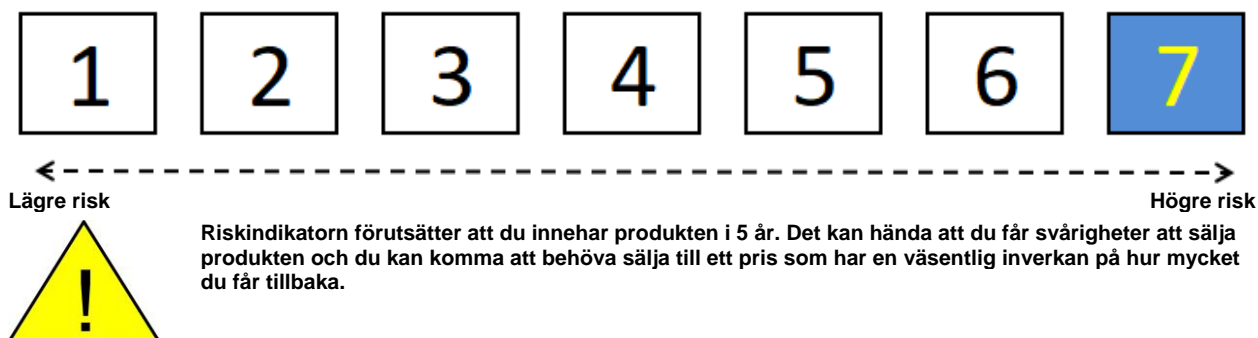 1 2 3 4 5 6 7
Lägre risk Högre risk
Riskindikatorn förutsätter att du innehar produkten i 5 år. Det kan hända att du får svårigheter att sälja
produkten och du kan komma att behöva sälja till ett pris som har en väsentlig inverkan på hur mycket
du får tillbaka.
!